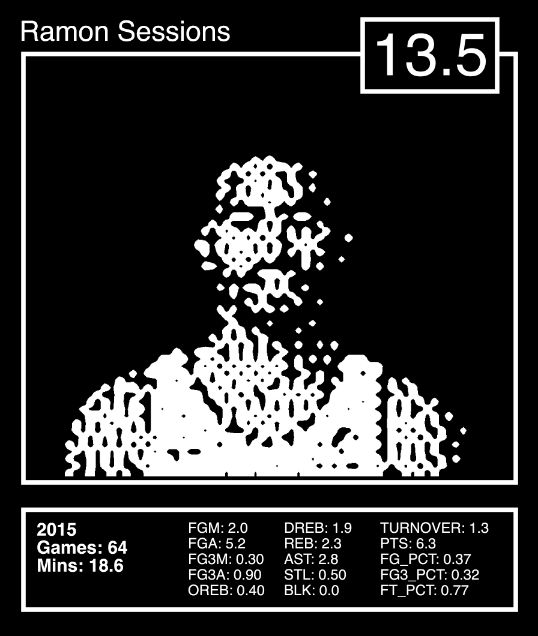 Ramon Sessions
13.5
2015
Games: 64
Mins: 18.6
FGM: 2.0
FGA: 5.2
FG3M: 0.30
FG3A: 0.90
OREB: 0.40
DREB: 1.9
REB: 2.3
AST: 2.8
STL: 0.50
BLK: 0.0
TURNOVER: 1.3
PTS: 6.3
FG_PCT: 0.37
FG3_PCT: 0.32
FT_PCT: 0.77